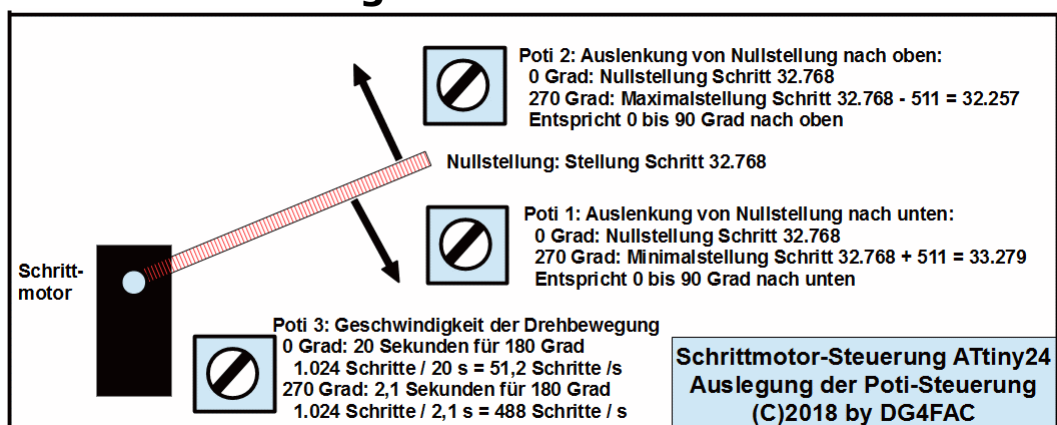 Poti 2: Auslenkung von Nullstellung nach oben:
0 Grad: Nullstellung Schritt 32.768
270 Grad: Maximalstellung Schritt 32.768 - 511 = 32.257
Entspricht 0 bis 90 Grad nach oben
Nullstellung: Stellung Schritt 32.768
Poti 1: Auslenkung von Nullstellung nach unten:
0 Grad: Nullstellung Schritt 32.768
270 Grad: Minimalstellung Schritt 32.768 + 511 = 33.279
Entspricht 0 bis 90 Grad nach unten
Schritt-
motor
Poti 3: Geschwindigkeit der Drehbewegung
0 Grad: 20 Sekunden für 180 Grad
1.024 Schritte / 20 s = 51,2 Schritte /s
270 Grad: 2,1 Sekunden für 180 Grad
1.024 Schritte / 2,1 s = 488 Schritte / s
Schrittmotor-Steuerung ATtiny24
Auslegung der Poti-Steuerung
(C)2018 by DG4FAC